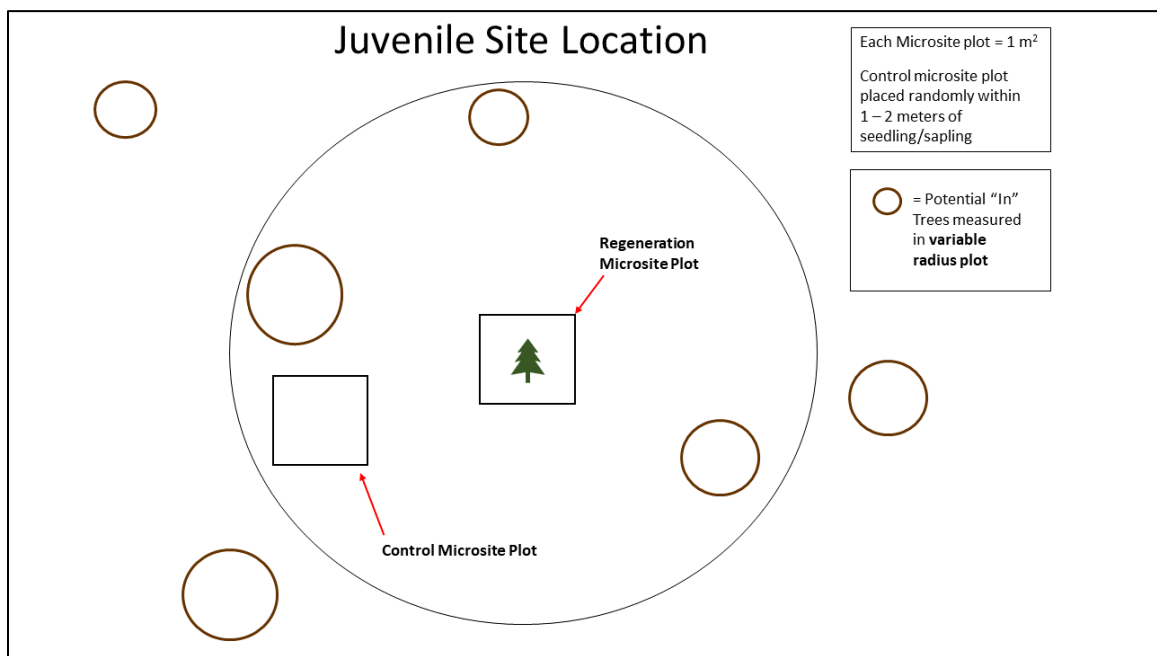 Juvenile Site Location
Each Microsite plot = 1 m²
Control microsite plot
placed randomly within
1 – 2 meters of
seedling/sapling
= Potential “In”
Trees measured
in variable
radius plot
Regeneration
Microsite Plot
Control Microsite Plot